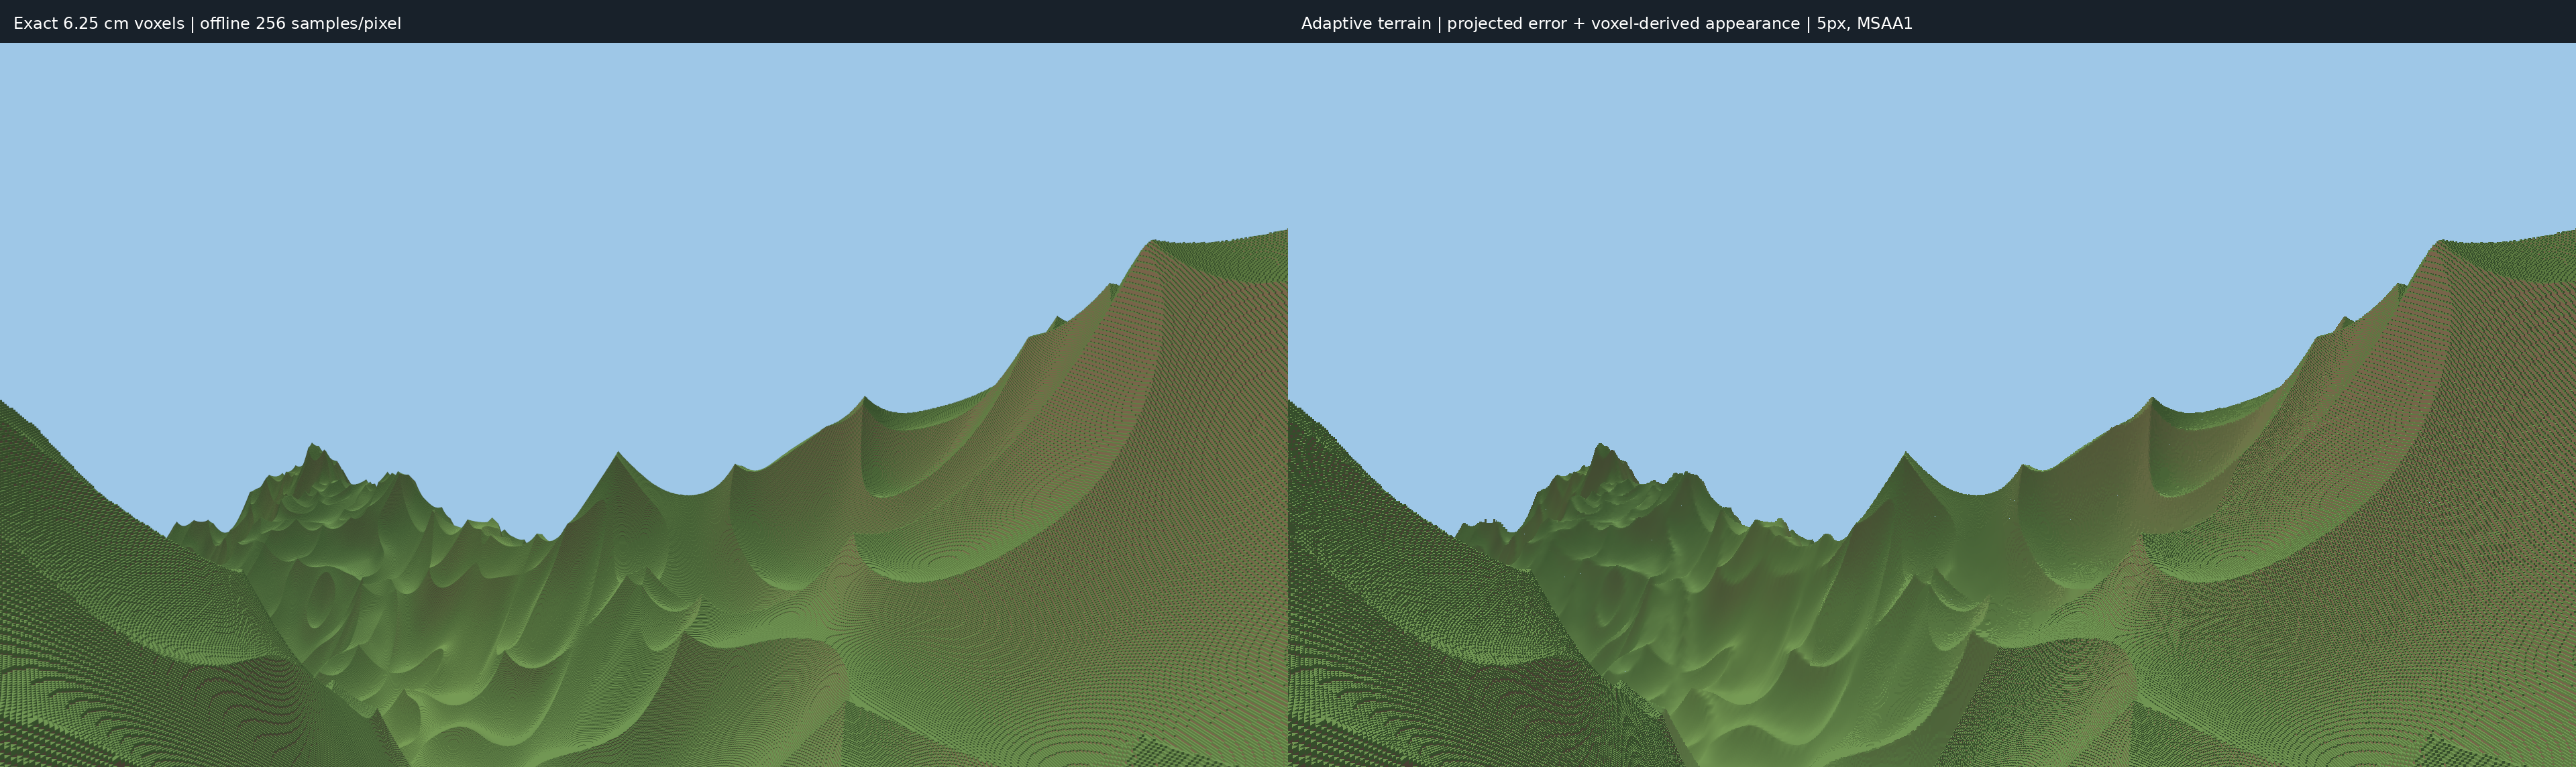 Exact 6.25 cm voxels | offline 256 samples/pixel
Adaptive terrain | projected error + voxel-derived appearance | 5px, MSAA1